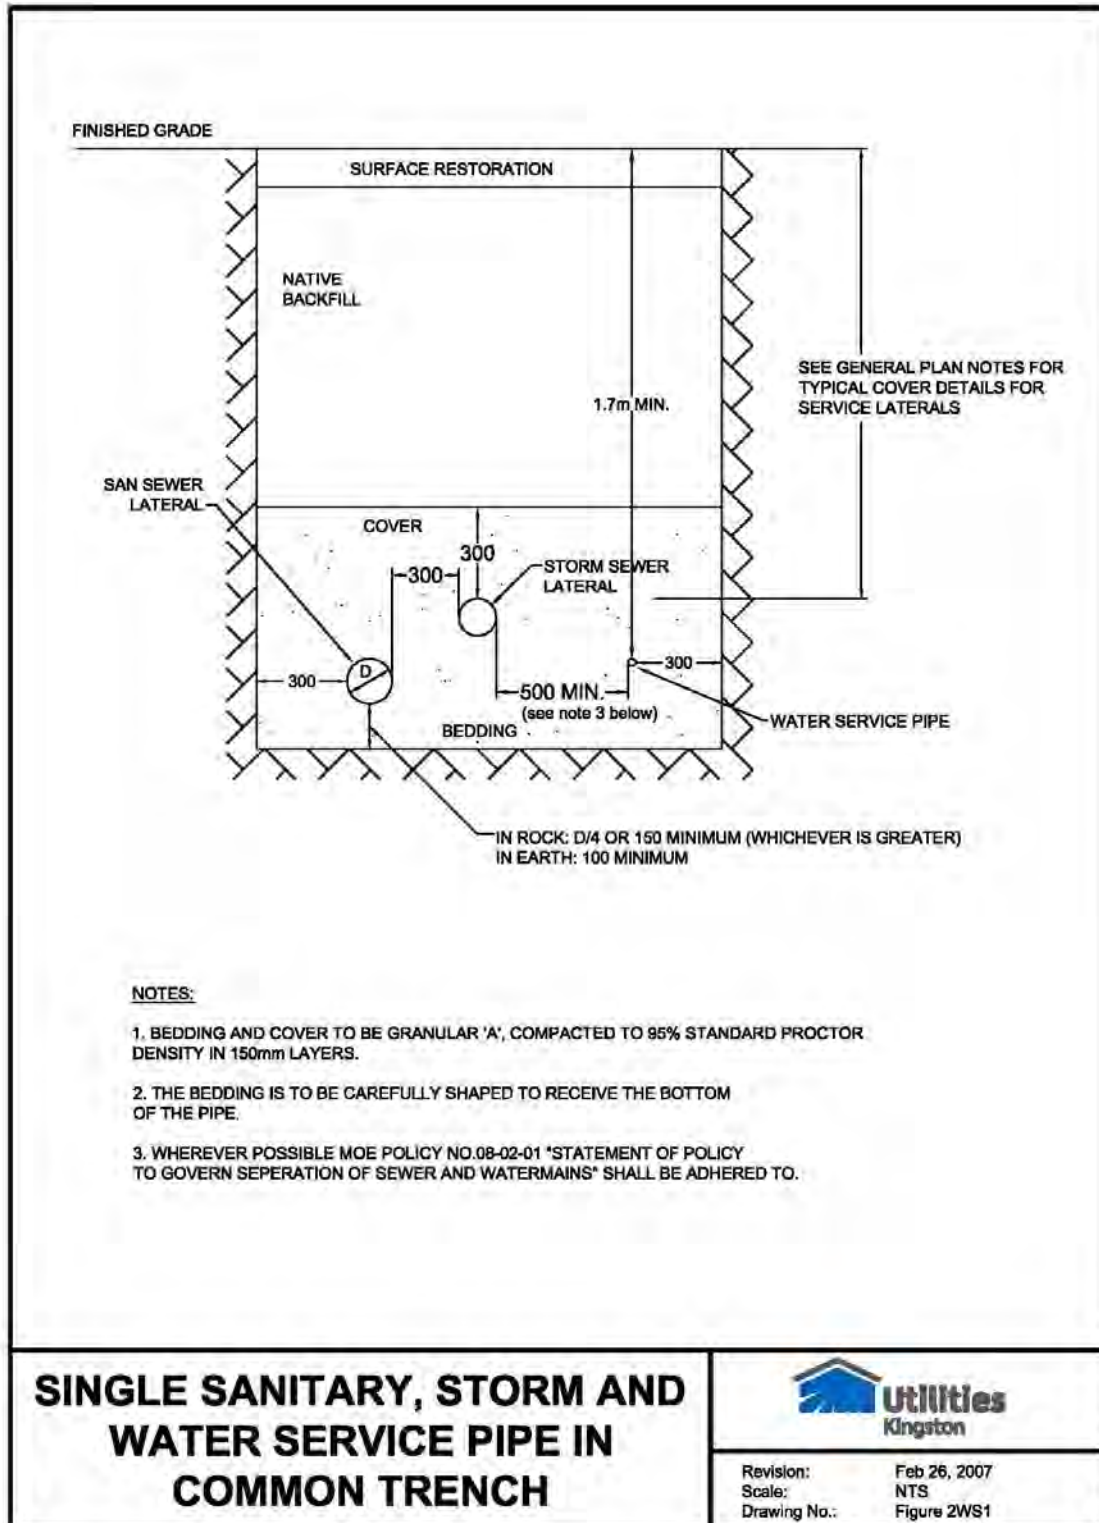 FINISHED GRADE
SURFACE RESTORATION
NATIVE
BACKFILL
SEE GENERAL PLAN NOTES FOR
TYPICAL COVER DETAILS FOR
SERVICE LATERALS
1.7m MIN.
SAN SEWER
LATERAL
COVER
300
300
STORM SEWER
LATERAL
D
300
300
500 MIN.
(see note 3 below)
WATER SERVICE PIPE
BEDDING
IN ROCK: D/4 OR 150 MINIMUM (WHICHEVER IS GREATER)
IN EARTH: 100 MINIMUM
NOTES:
1. BEDDING AND COVER TO BE GRANULAR 'A', COMPACTED TO 95% STANDARD PROCTOR
DENSITY IN 150mm LAYERS.
2. THE BEDDING IS TO BE CAREFULLY SHAPED TO RECEIVE THE BOTTOM
OF THE PIPE.
3. WHEREVER POSSIBLE MOE POLICY NO.08-02-01 "STATEMENT OF POLICY
TO GOVERN SEPERATION OF SEWER AND WATERMAINS" SHALL BE ADHERED TO.
SINGLE SANITARY, STORM AND
WATER SERVICE PIPE IN
COMMON TRENCH
Utilities
Kingston
Revision: Feb 26, 2007
Scale: NTS
Drawing No.: Figure 2WS1